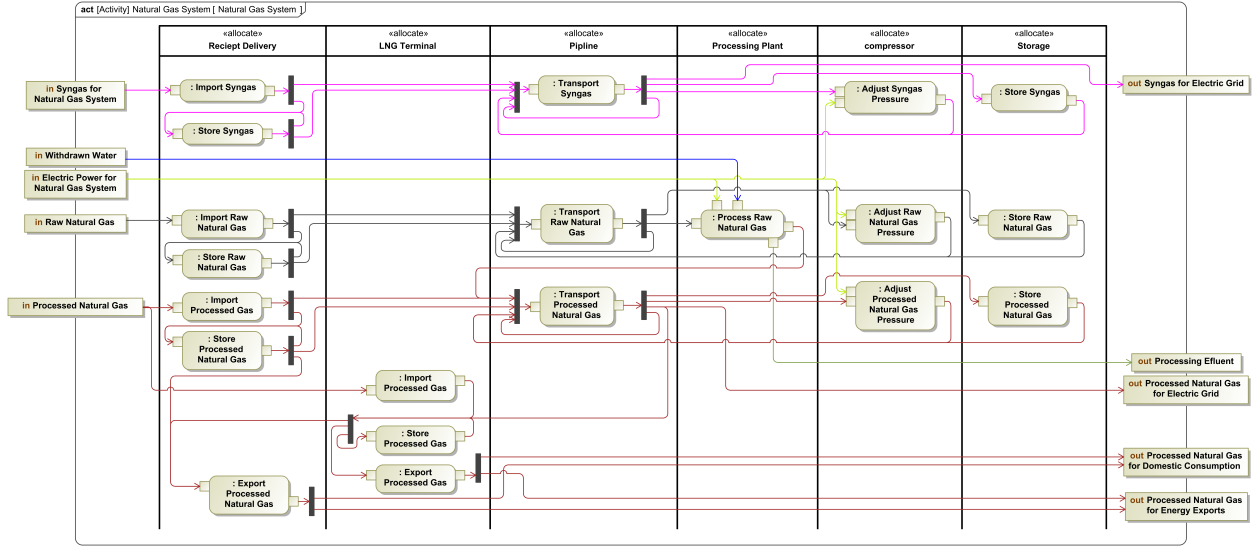 act [Activity] Natural Gas System [ Natural Gas System ]
«allocate»
Reciept Delivery
«allocate»
LNG Terminal
«allocate»
Pipline
«allocate»
Processing Plant
«allocate»
compressor
«allocate»
Storage
in Syngas for
Natural Gas System
: Import Syngas
: Transport
Syngas
: Adjust Syngas
Pressure
: Store Syngas
out Syngas for Electric Grid
: Store Syngas
in Withdrawn Water
in Electric Power for
Natural Gas System
in Raw Natural Gas
: Import Raw
Natural Gas
: Transport
Raw Natural
Gas
: Process Raw
Natural Gas
: Adjust Raw
Natural Gas
Pressure
: Store Raw
Natural Gas
: Store Raw
Natural Gas
in Processed Natural Gas
: Import
Processed Gas
: Transport
Processed
Natural Gas
: Adjust
Processed
Natural Gas
Pressure
: Store
Processed
Natural Gas
: Store
Processed
Natural Gas
out Processing Efluent
: Import
Processed Gas
out Processed Natural Gas
for Electric Grid
: Store
Processed Gas
out Processed Natural Gas
for Domestic Consumption
: Export
Processed Gas
: Export
Processed
Natural Gas
out Processed Natural Gas
for Energy Exports